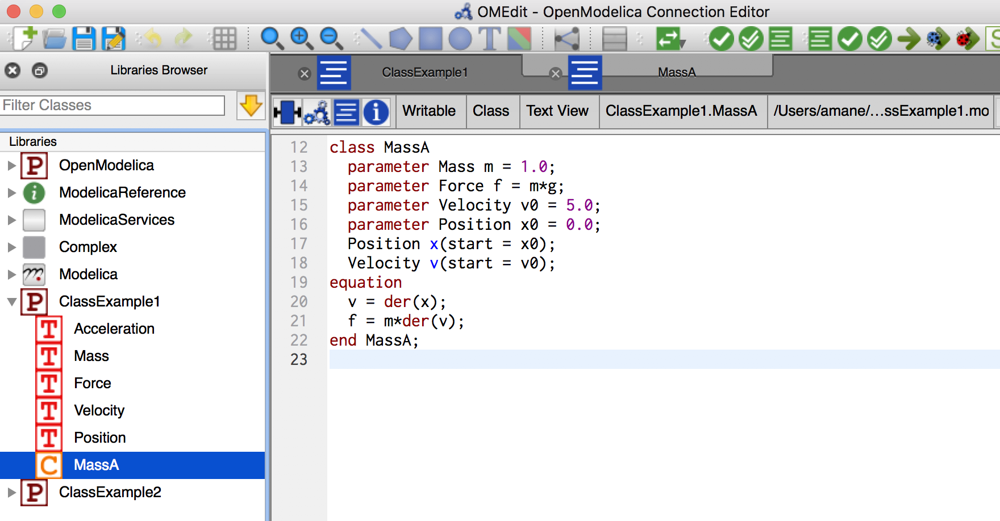 OMEdit - OpenModelica Connection Editor
Libraries Browser
Filter Classes
Libraries
OpenModelica
ModelicaReference
ModelicaServices
Complex
Modelica
ClassExample1
Acceleration
Mass
Force
Velocity
Position
MassA
ClassExample2
ClassExample1
MassA
Writable
Class
Text View
ClassExample1.MassA
/Users/amane/...ssExample1.mo
12 class MassA
13 parameter Mass m = 1.0;
14 parameter Force f = m*g;
15 parameter Velocity v0 = 5.0;
16 parameter Position x0 = 0.0;
17 Position x(start = x0);
18 Velocity v(start = v0);
19 equation
20 v = der(x);
21 f = m*der(v);
22 end MassA;
23